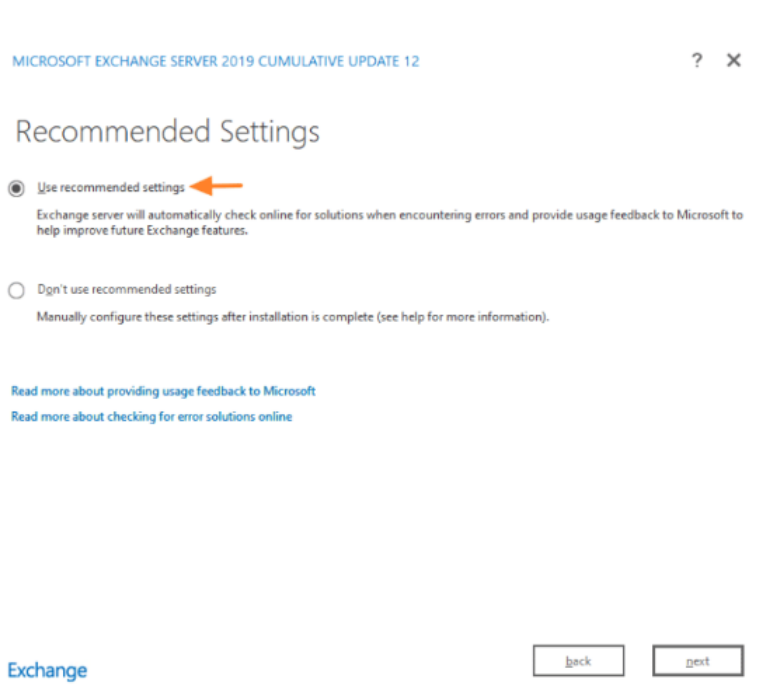 MICROSOFT EXCHANGE SERVER 2019 CUMULATIVE UPDATE 12
?
Recommended Settings
Use recommended settings
Exchange server will automatically check online for solutions when encountering errors and provide usage feedback to Microsoft to
help improve future Exchange features.
Don't use recommended settings
Manually configure these settings after installation is complete (see help for more information).
Read more about providing usage feedback to Microsoft
Read more about checking for error solutions online
Exchange
back
next